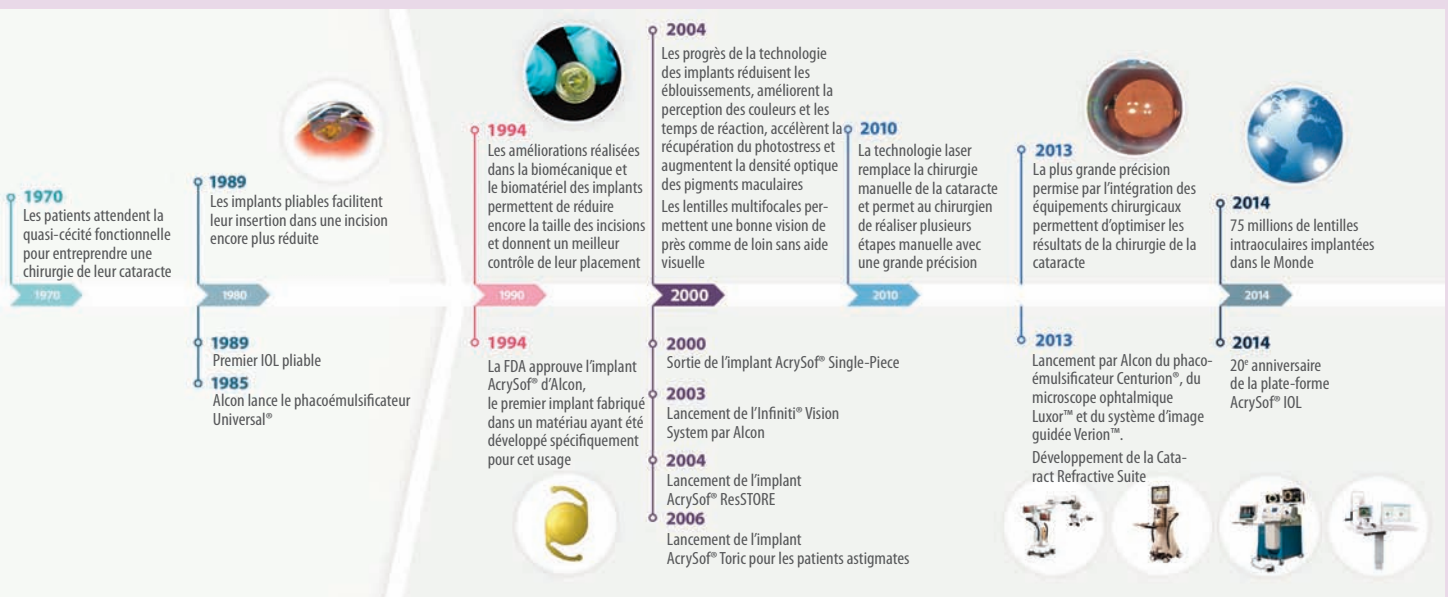 1970
Les patients attendent la
quasi-cécité fonctionnelle
pour entreprendre une
chirurgie de leur cataracte
1989
Les implants pliables facilitent
leur insertion dans une incision
encore plus réduite
1994
Les améliorations réalisées
dans la biomécanique et
le biomatériel des implants
permettent de réduire
encore la taille des incisions
et donnent un meilleur
contrôle de leur placement
2004
Les progrès de la technologie
des implants réduisent les
éblouissements, améliorent la
perception des couleurs et les
temps de réaction, accélèrent la
récupération du photostress et
augmentent la densité optique
des pigments maculaires
Les lentilles multifocales per-
mettent une bonne vision de
près comme de loin sans aide
visuelle
2010
La technologie laser
remplace la chirurgie
manuelle de la cataracte
et permet au chirurgien
de réaliser plusieurs
étapes manuelle avec
une grande précision
2013
La plus grande précision
permise par l'intégration des
équipements chirurgicaux
permettent d'optimiser les
résultats de la chirurgie de la
cataracte
2014
75 millions de lentilles
intraoculaires implantées
dans le Monde
1970
1980
1990
2000
2010
2014
1989
Premier IOL pliable
1985
Alcon lance le phacoémulsificateur
Universal®
1994
La FDA approuve l'implant
AcrySof® d'Alcon,
le premier implant fabriqué
dans un matériau ayant été
développé spécifiquement
pour cet usage
2000
Sortie de l'implant AcrySof® Single-Piece
2003
Lancement de l'Infiniti® Vision
System par Alcon
2004
Lancement de l'implant
AcrySof® ResSTORE
2006
Lancement de l'implant
AcrySof® Toric pour les patients astigmates
2013
Lancement par Alcon du phaco-
émulsificateur Centurion®, du
microscope ophtalmique
Luxor™ et du système d'image
guidée Verion™.
Développement de la Cata-
ract Refractive Suite
2014
20e anniversaire
de la plate-forme
AcrySof® IOL